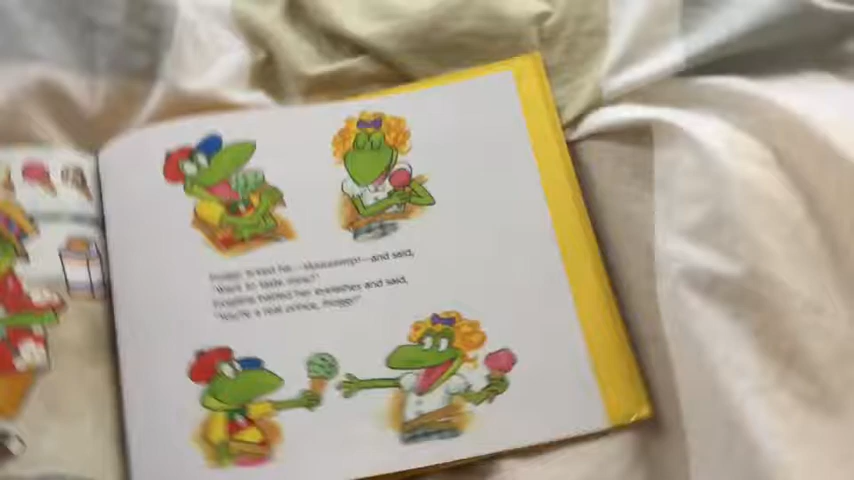 Froggy licked his—sluuuuurrp!—and said,
"Want to taste mine?"
Frogilina batted her eyelashes and said,
"You're a real prince, Froggy."